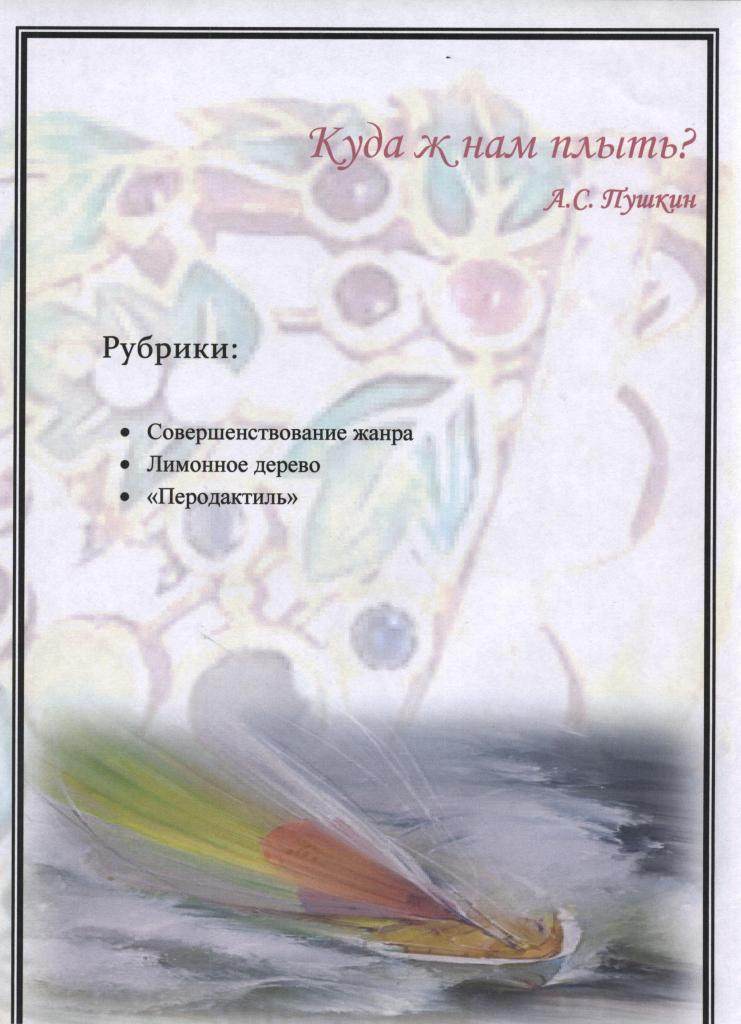 Куда ж нам плыть?
А.С. Пушкин
Рубрики:
• Совершенствование жанра
• Лимонное дерево
• «Перодактиль»